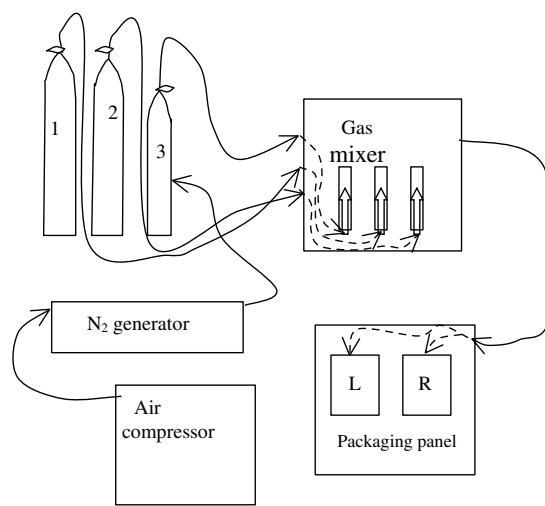 1
2
3
Gas
mixer
N₂ generator
Air
compressor
L
R
Packaging panel